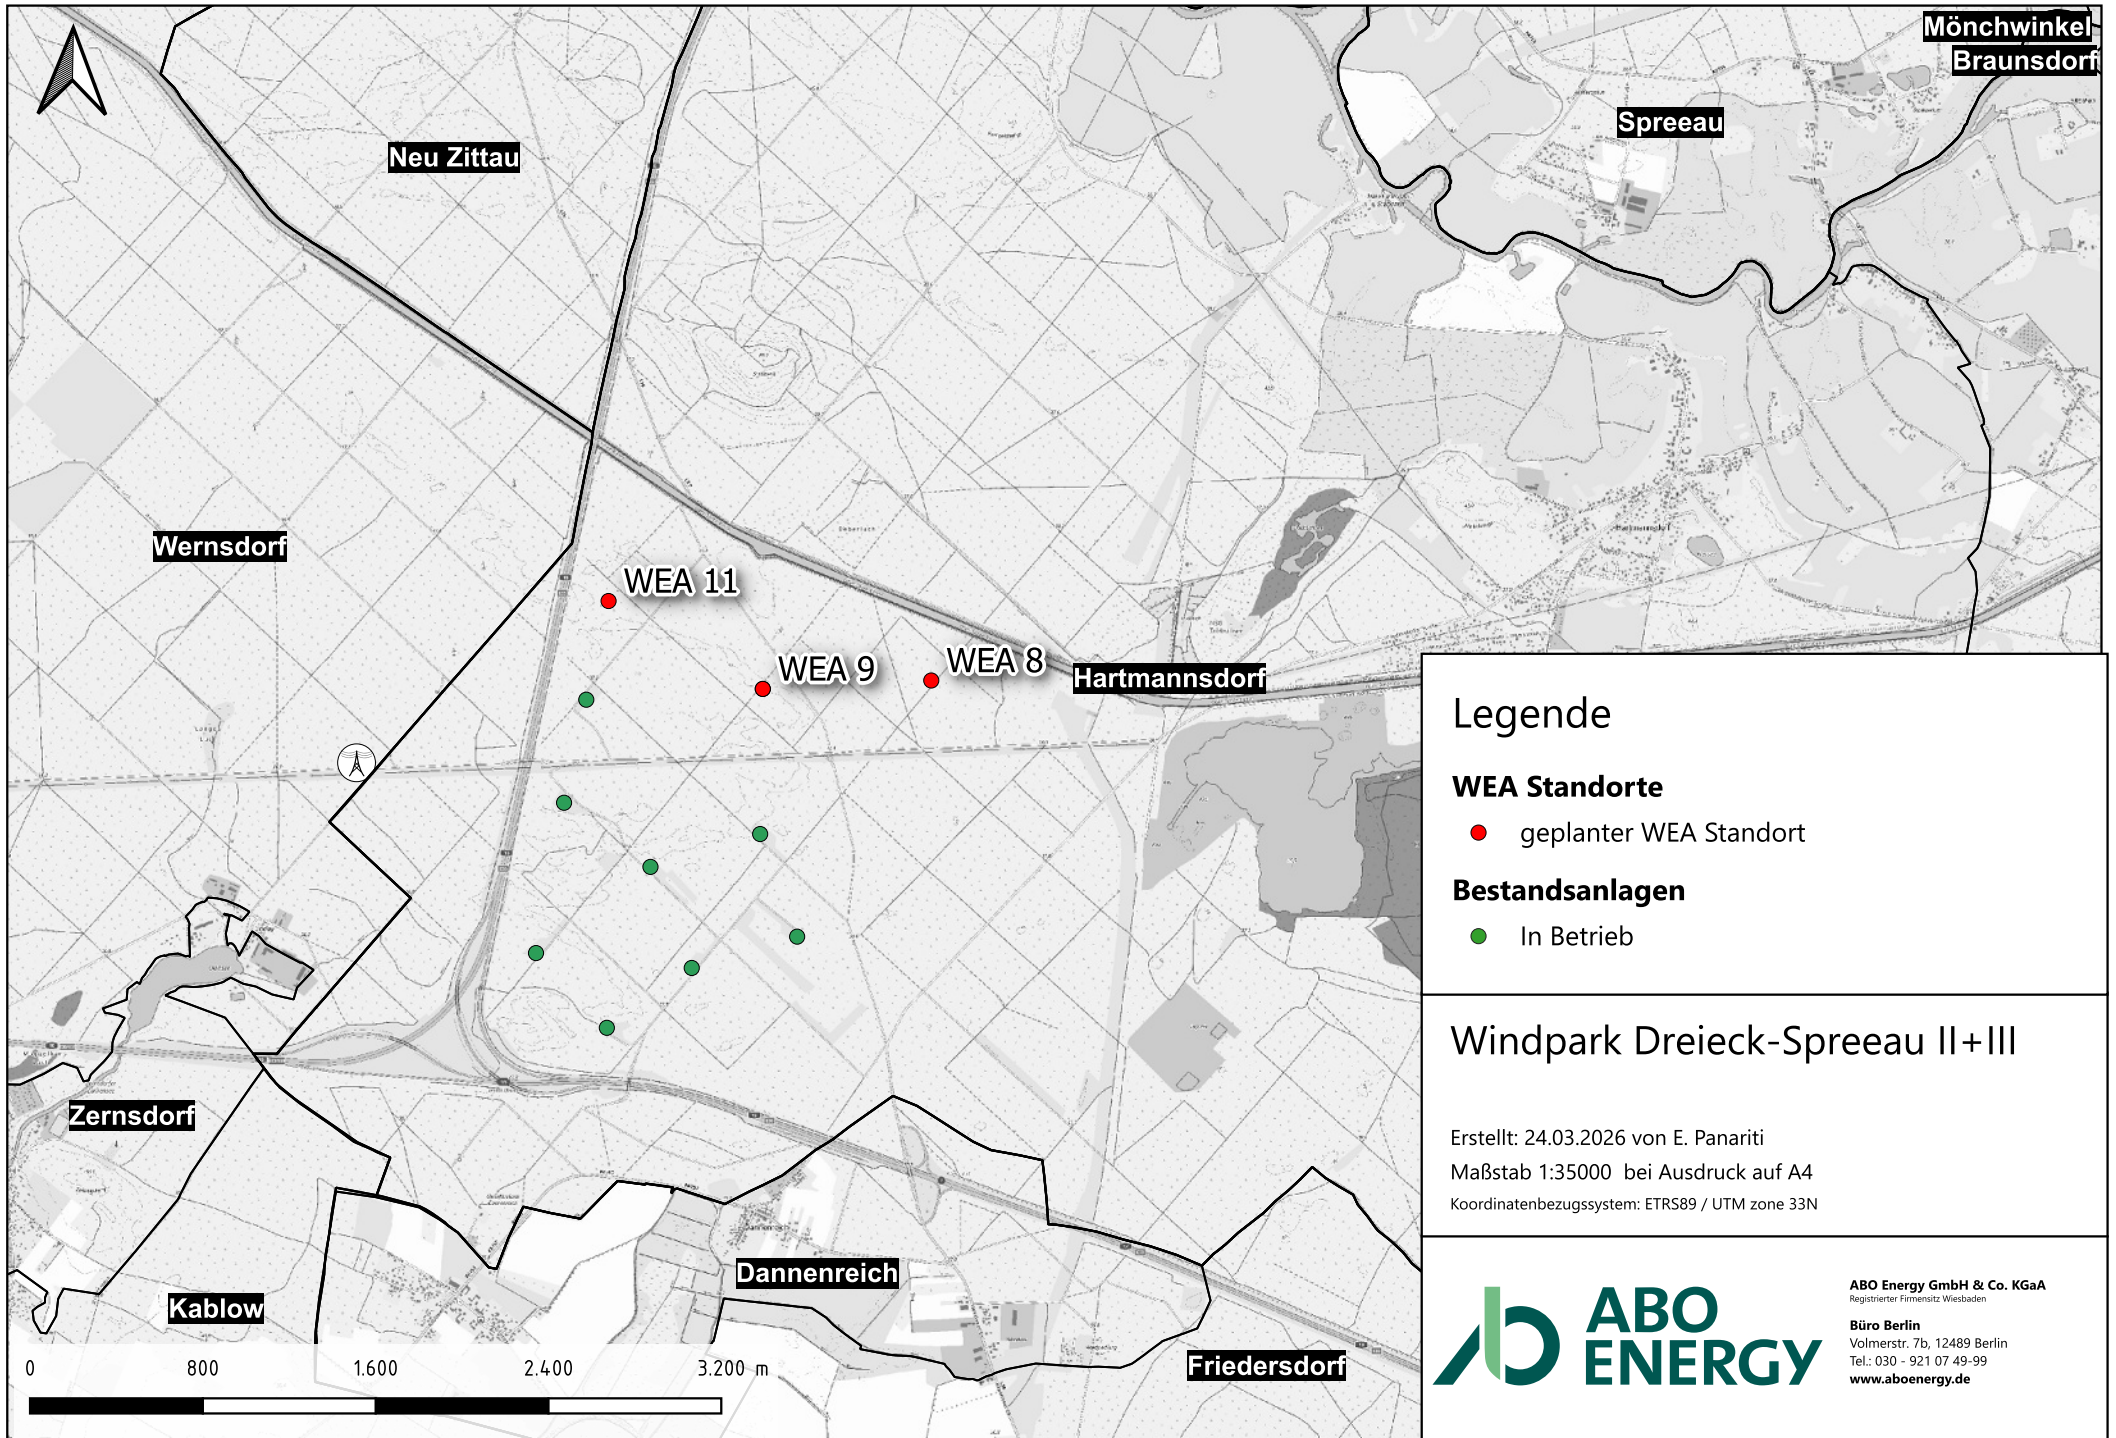 Mönchwinkel
Braunsdorf
Spreeau
Neu Zittau
Wernsdorf
WEA 11
WEA 9
WEA 8
Hartmannsdorf
Zernsdorf
Kablow
Dannenreich
Friedersdorf
0 800 1.600 2.400 3.200 m
Legende
WEA Standorte
geplanter WEA Standort
Bestandsanlagen
In Betrieb
Windpark Dreieck-Spreeau II+III
Erstellt: 24.03.2026 von E. Panariti
Maßstab 1:35000 bei Ausdruck auf A4
Koordinatenbezugssystem: ETRS89 / UTM zone 33N
ABO
ENERGY
ABO Energy GmbH & Co. KGaA
Registrierter Firmensitz Wiesbaden
Büro Berlin
Volmerstr. 7b, 12489 Berlin
Tel.: 030 - 921 07 49-99
www.aboenergy.de